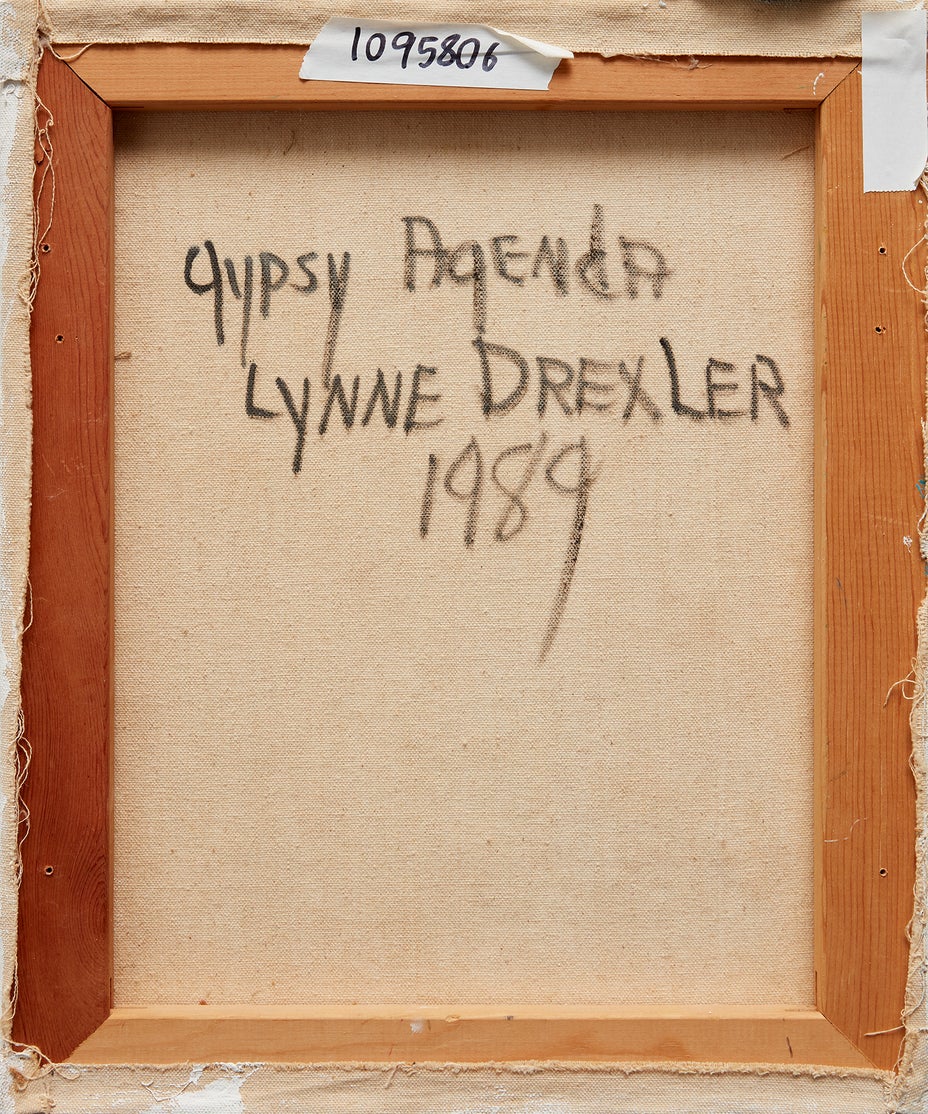 1095806
gypsy AgENdA
LyNNE DREXLER
1989